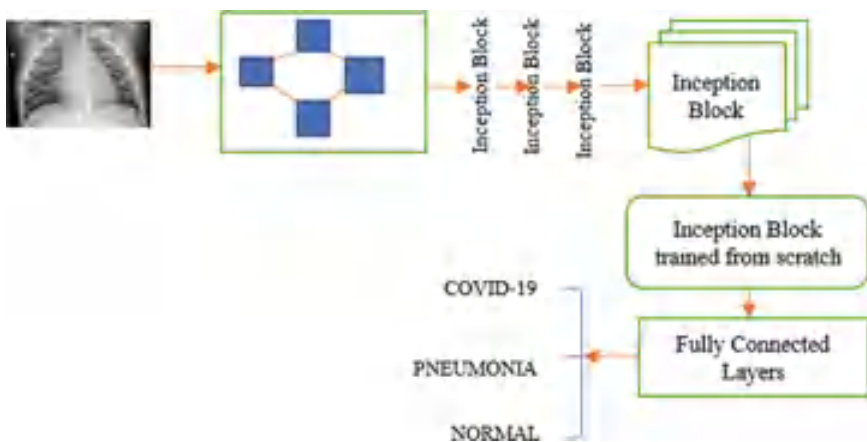 Inception Block
Inception Block
Inception Block
Inception
Block
Inception Block
trained from scratch
Fully Connected
Layers
COVID-19
PNEUMONIA
NORMAL